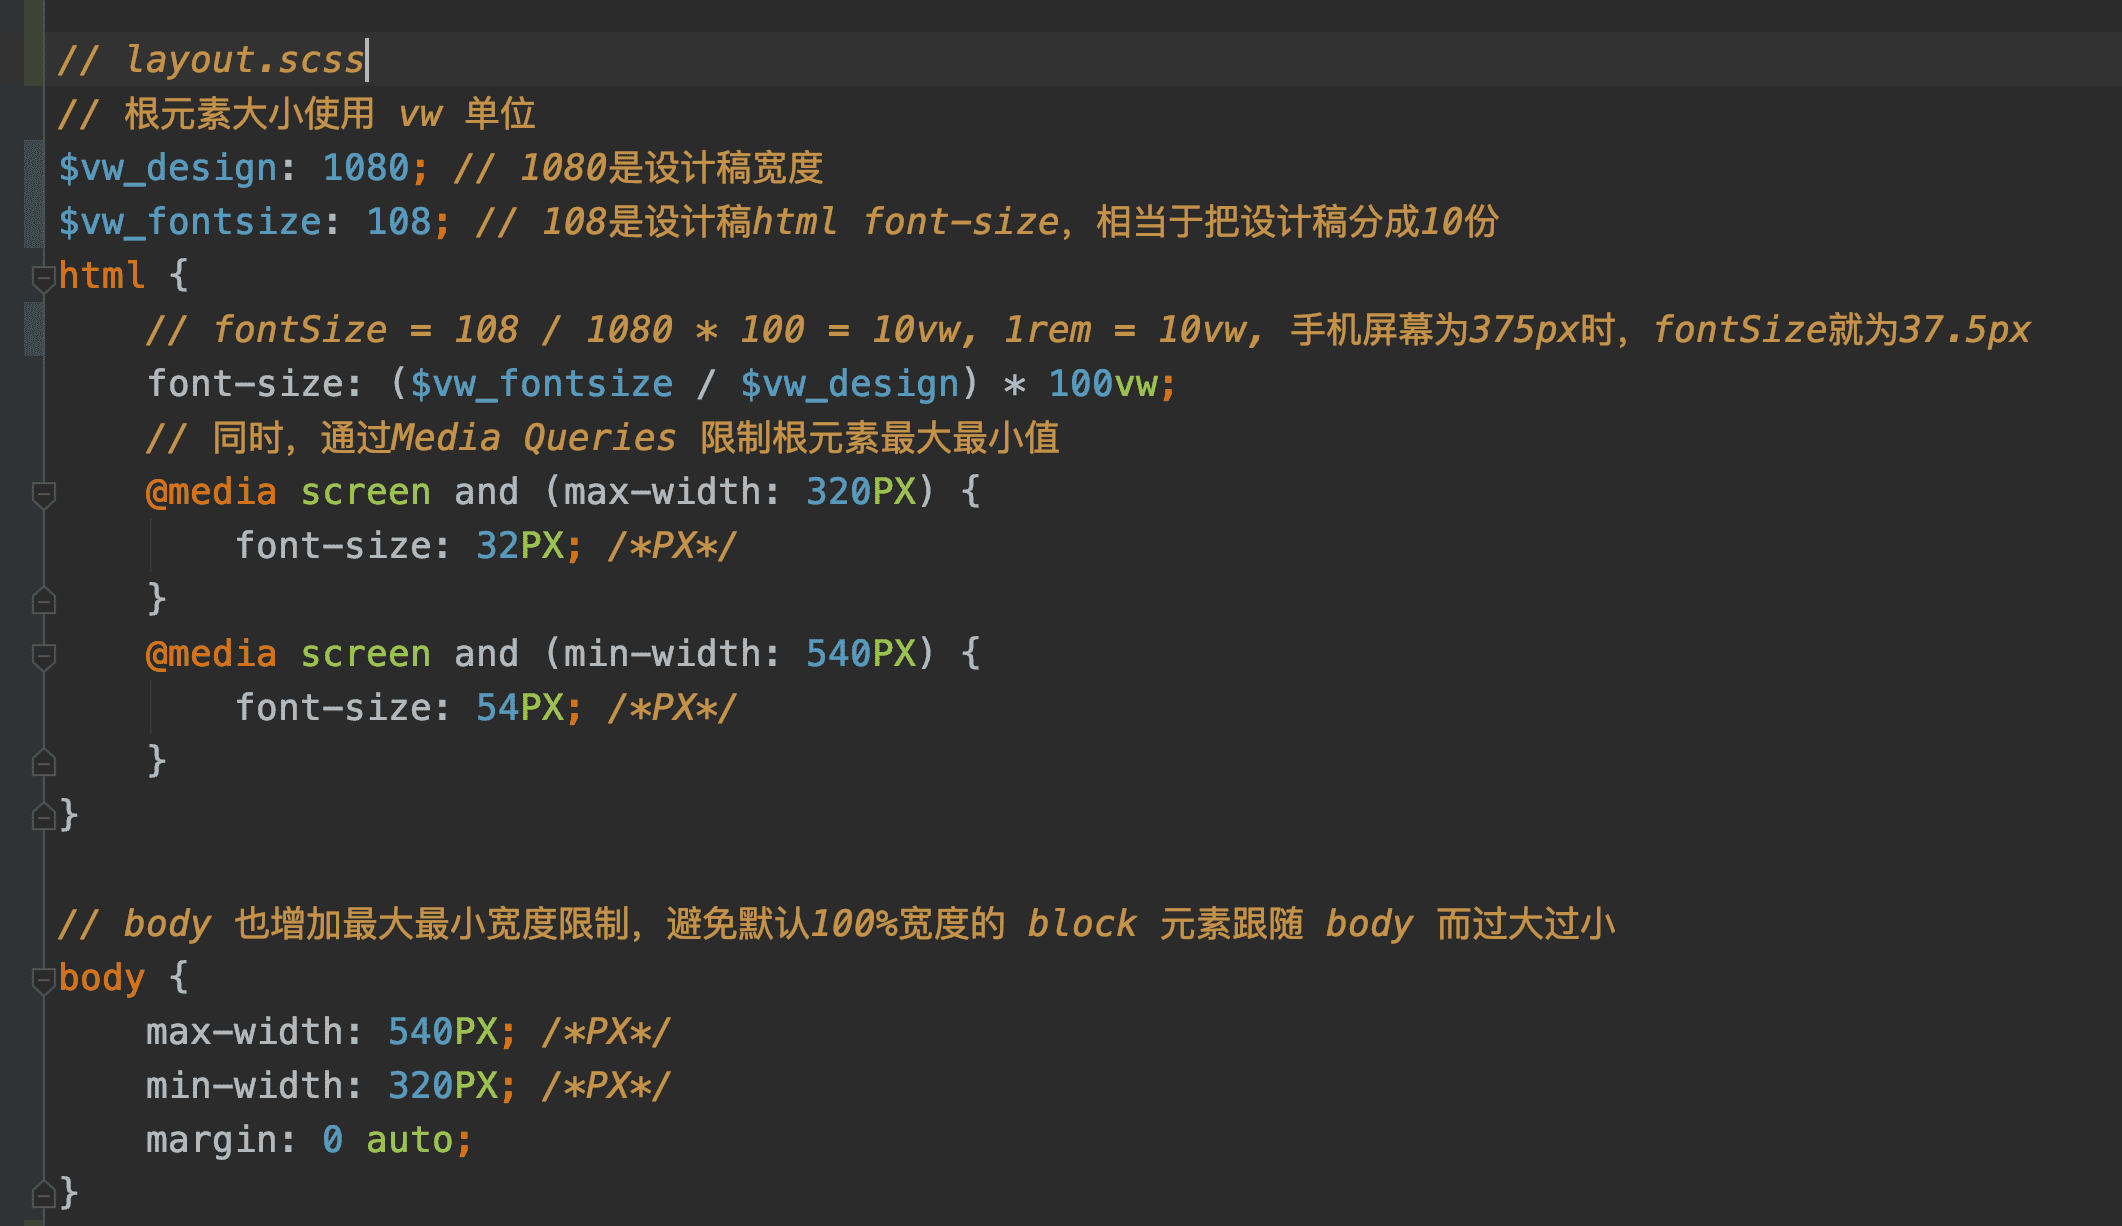 // layout.scss
// 根元素大小使用 vw 单位
$vw_design: 1080; // 1080是设计稿宽度
$vw_fontsize: 108; // 108是设计稿html font-size，相当于把设计稿分成10份
html {
    // fontSize = 108 / 1080 * 100 = 10vw, 1rem = 10vw, 手机屏幕为375px时，fontSize就为37.5px
    font-size: ($vw_fontsize / $vw_design) * 100vw;
    // 同时，通过Media Queries 限制根元素最大最小值
    @media screen and (max-width: 320PX) {
        font-size: 32PX; /*PX*/
    }
    @media screen and (min-width: 540PX) {
        font-size: 54PX; /*PX*/
    }
}
// body 也增加最大最小宽度限制，避免默认100%宽度的 block 元素跟随 body 而过大过小
body {
    max-width: 540PX; /*PX*/
    min-width: 320PX; /*PX*/
    margin: 0 auto;
}